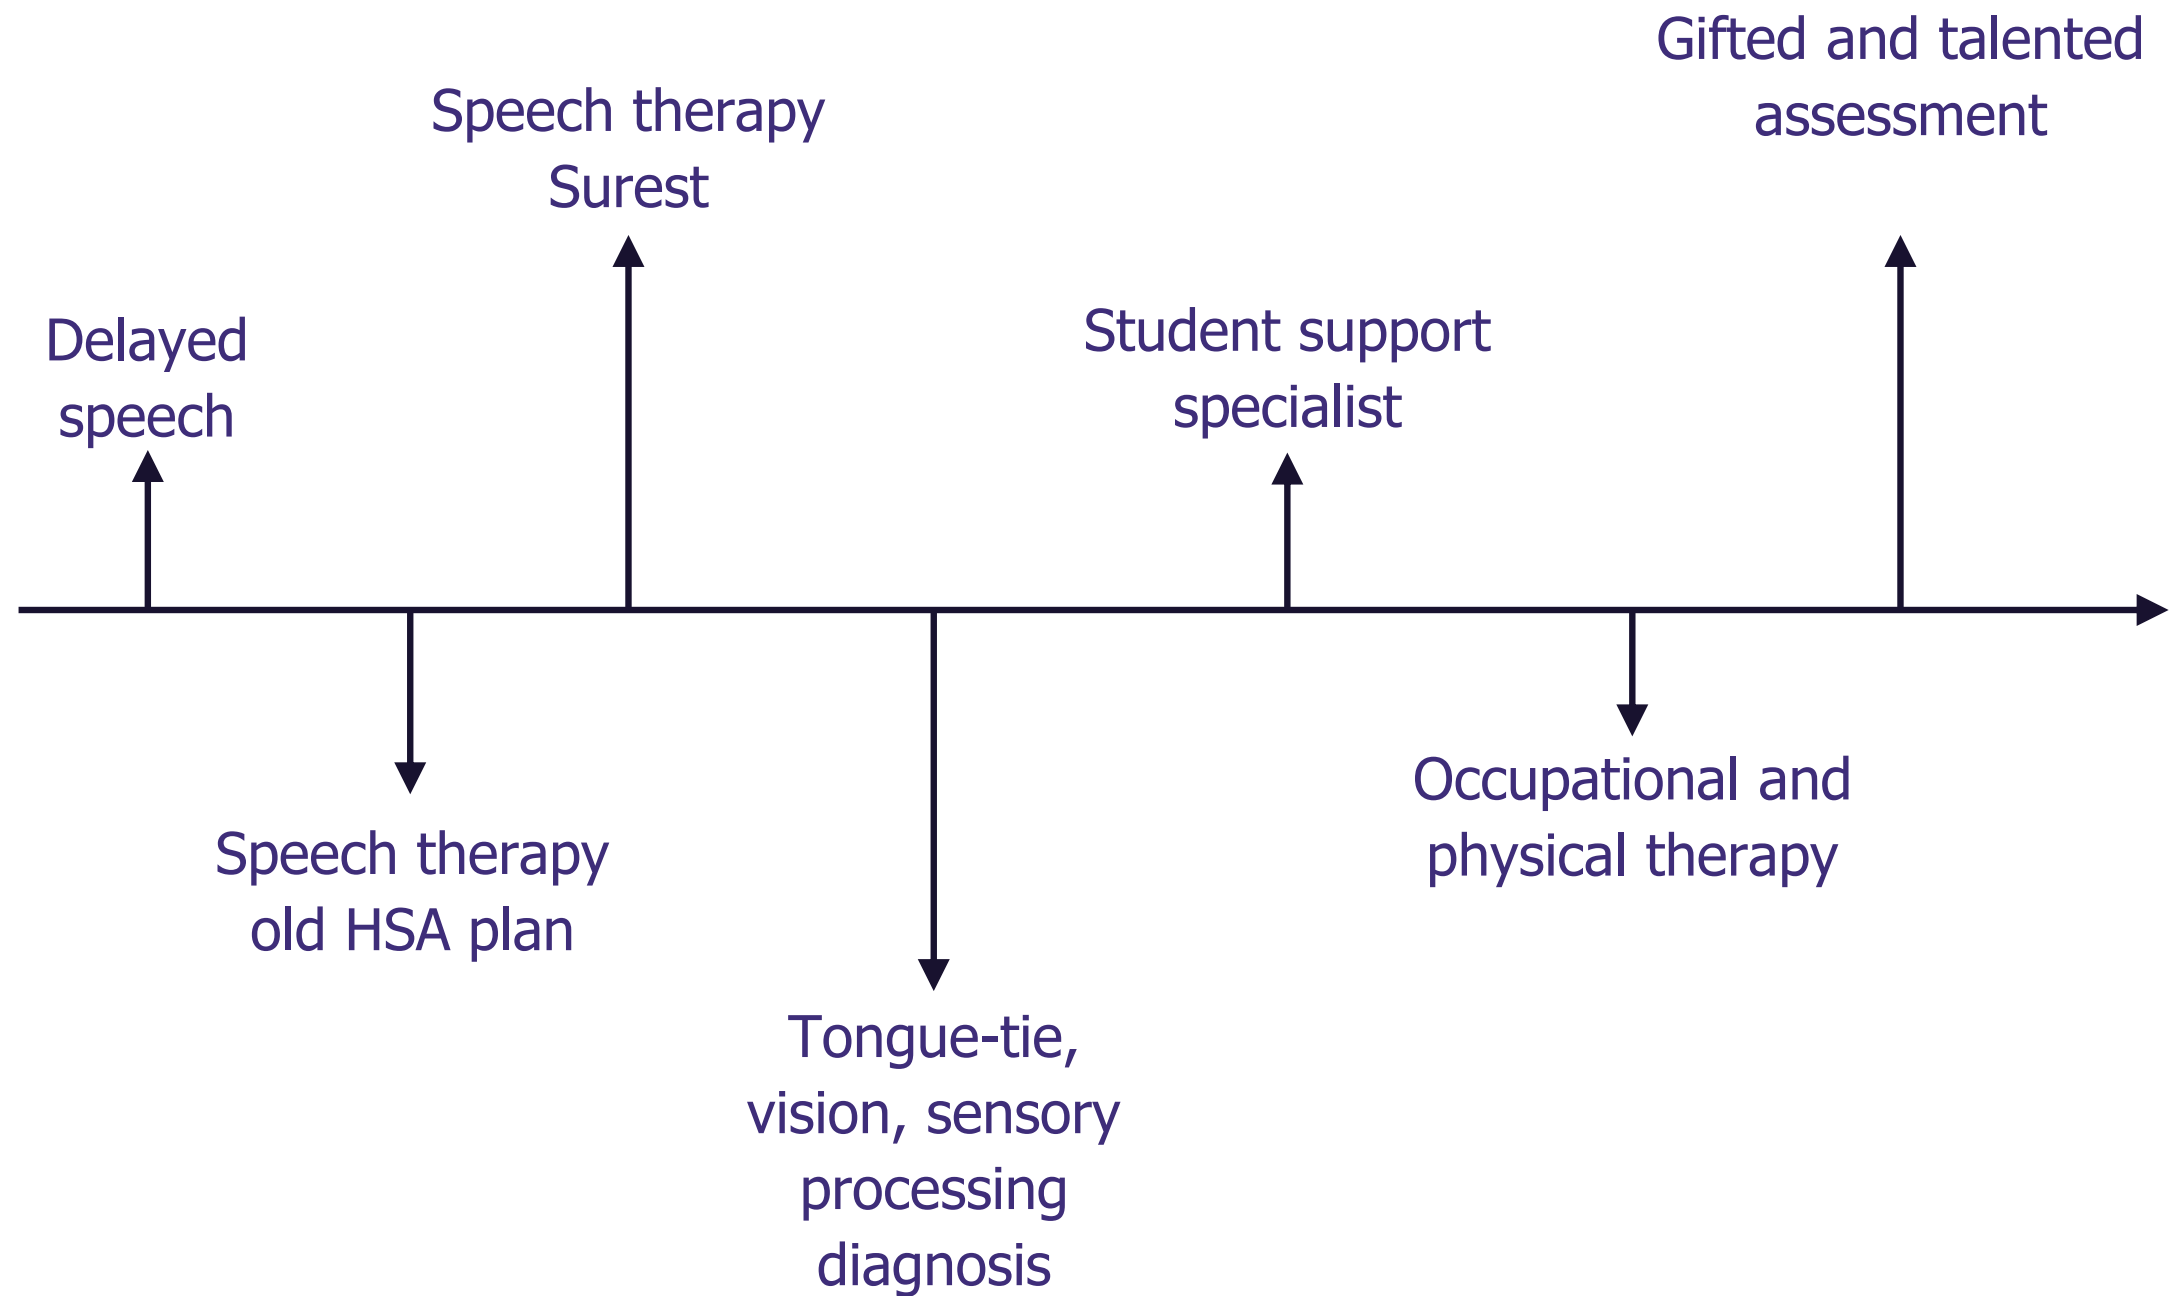 Delayed
speech
Speech therapy
old HSA plan
Speech therapy
Surest
Tongue-tie,
vision, sensory
processing
diagnosis
Student support
specialist
Occupational and
physical therapy
Gifted and talented
assessment